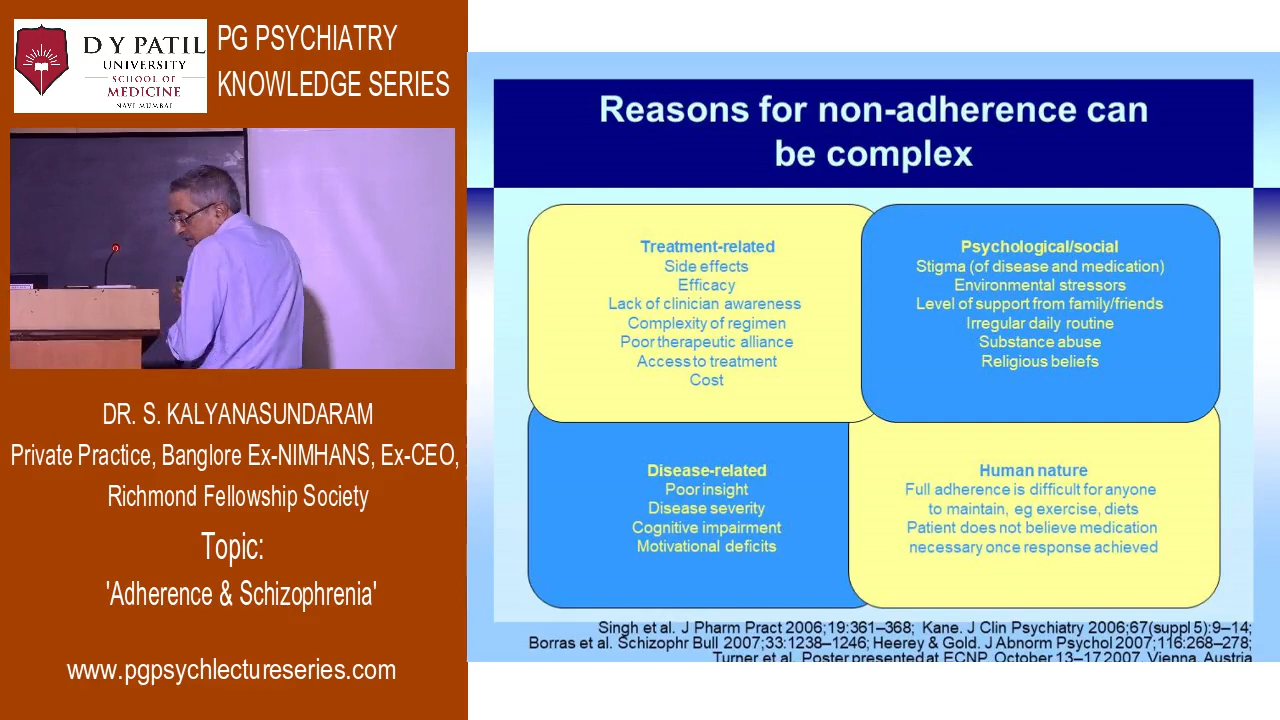 D Y PATIL
UNIVERSITY
SCHOOL OF
MEDICINE
NAVI MUMBAI
PG PSYCHIATRY
KNOWLEDGE SERIES
DR. S. KALYANASUNDARAM
Private Practice, Banglore Ex-NIMHANS, Ex-CEO,
Richmond Fellowship Society
Topic:
'Adherence & Schizophrenia'
www.pgpsychlectureseries.com
Reasons for non-adherence can
be complex
Treatment-related
Side effects
Efficacy
Lack of clinician awareness
Complexity of regimen
Poor therapeutic alliance
Access to treatment
Cost
Psychological/social
Stigma (of disease and medication)
Environmental stressors
Level of support from family/friends
Irregular daily routine
Substance abuse
Religious beliefs
Disease-related
Poor insight
Disease severity
Cognitive impairment
Motivational deficits
Human nature
Full adherence is difficult for anyone
to maintain, eg exercise, diets
Patient does not believe medication
necessary once response achieved
Singh et al. J Pharm Pract 2006;19:361–368; Kane. J Clin Psychiatry 2006;67(suppl 5):9–14;
Borras et al. Schizophr Bull 2007;33:1238–1246; Heerey & Gold. J Abnorm Psychol 2007;116:268–278;
Turner et al. Poster presented at ECNP, October 13–17 2007, Vienna, Austria